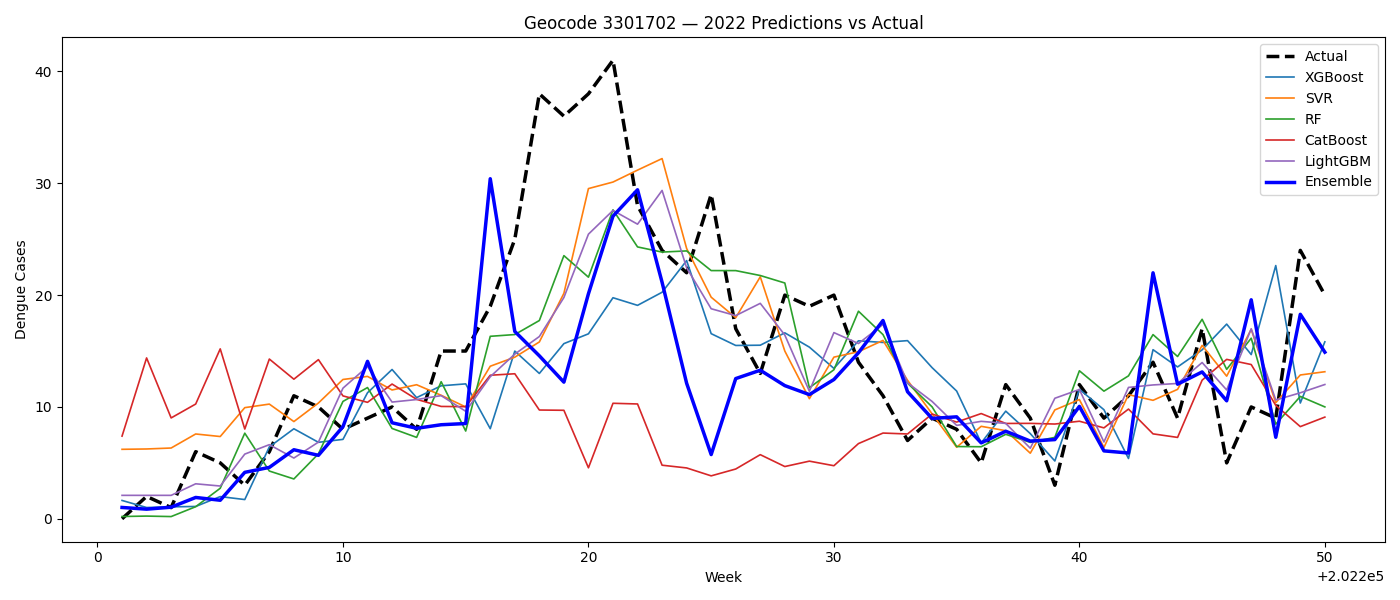 Geocode 3301702 — 2022 Predictions vs Actual
Dengue Cases
40
30
20
10
0
Actual
XGBoost
SVR
RF
CatBoost
LightGBM
Ensemble
0 10 20 30 40 50
Week
+2.022e5